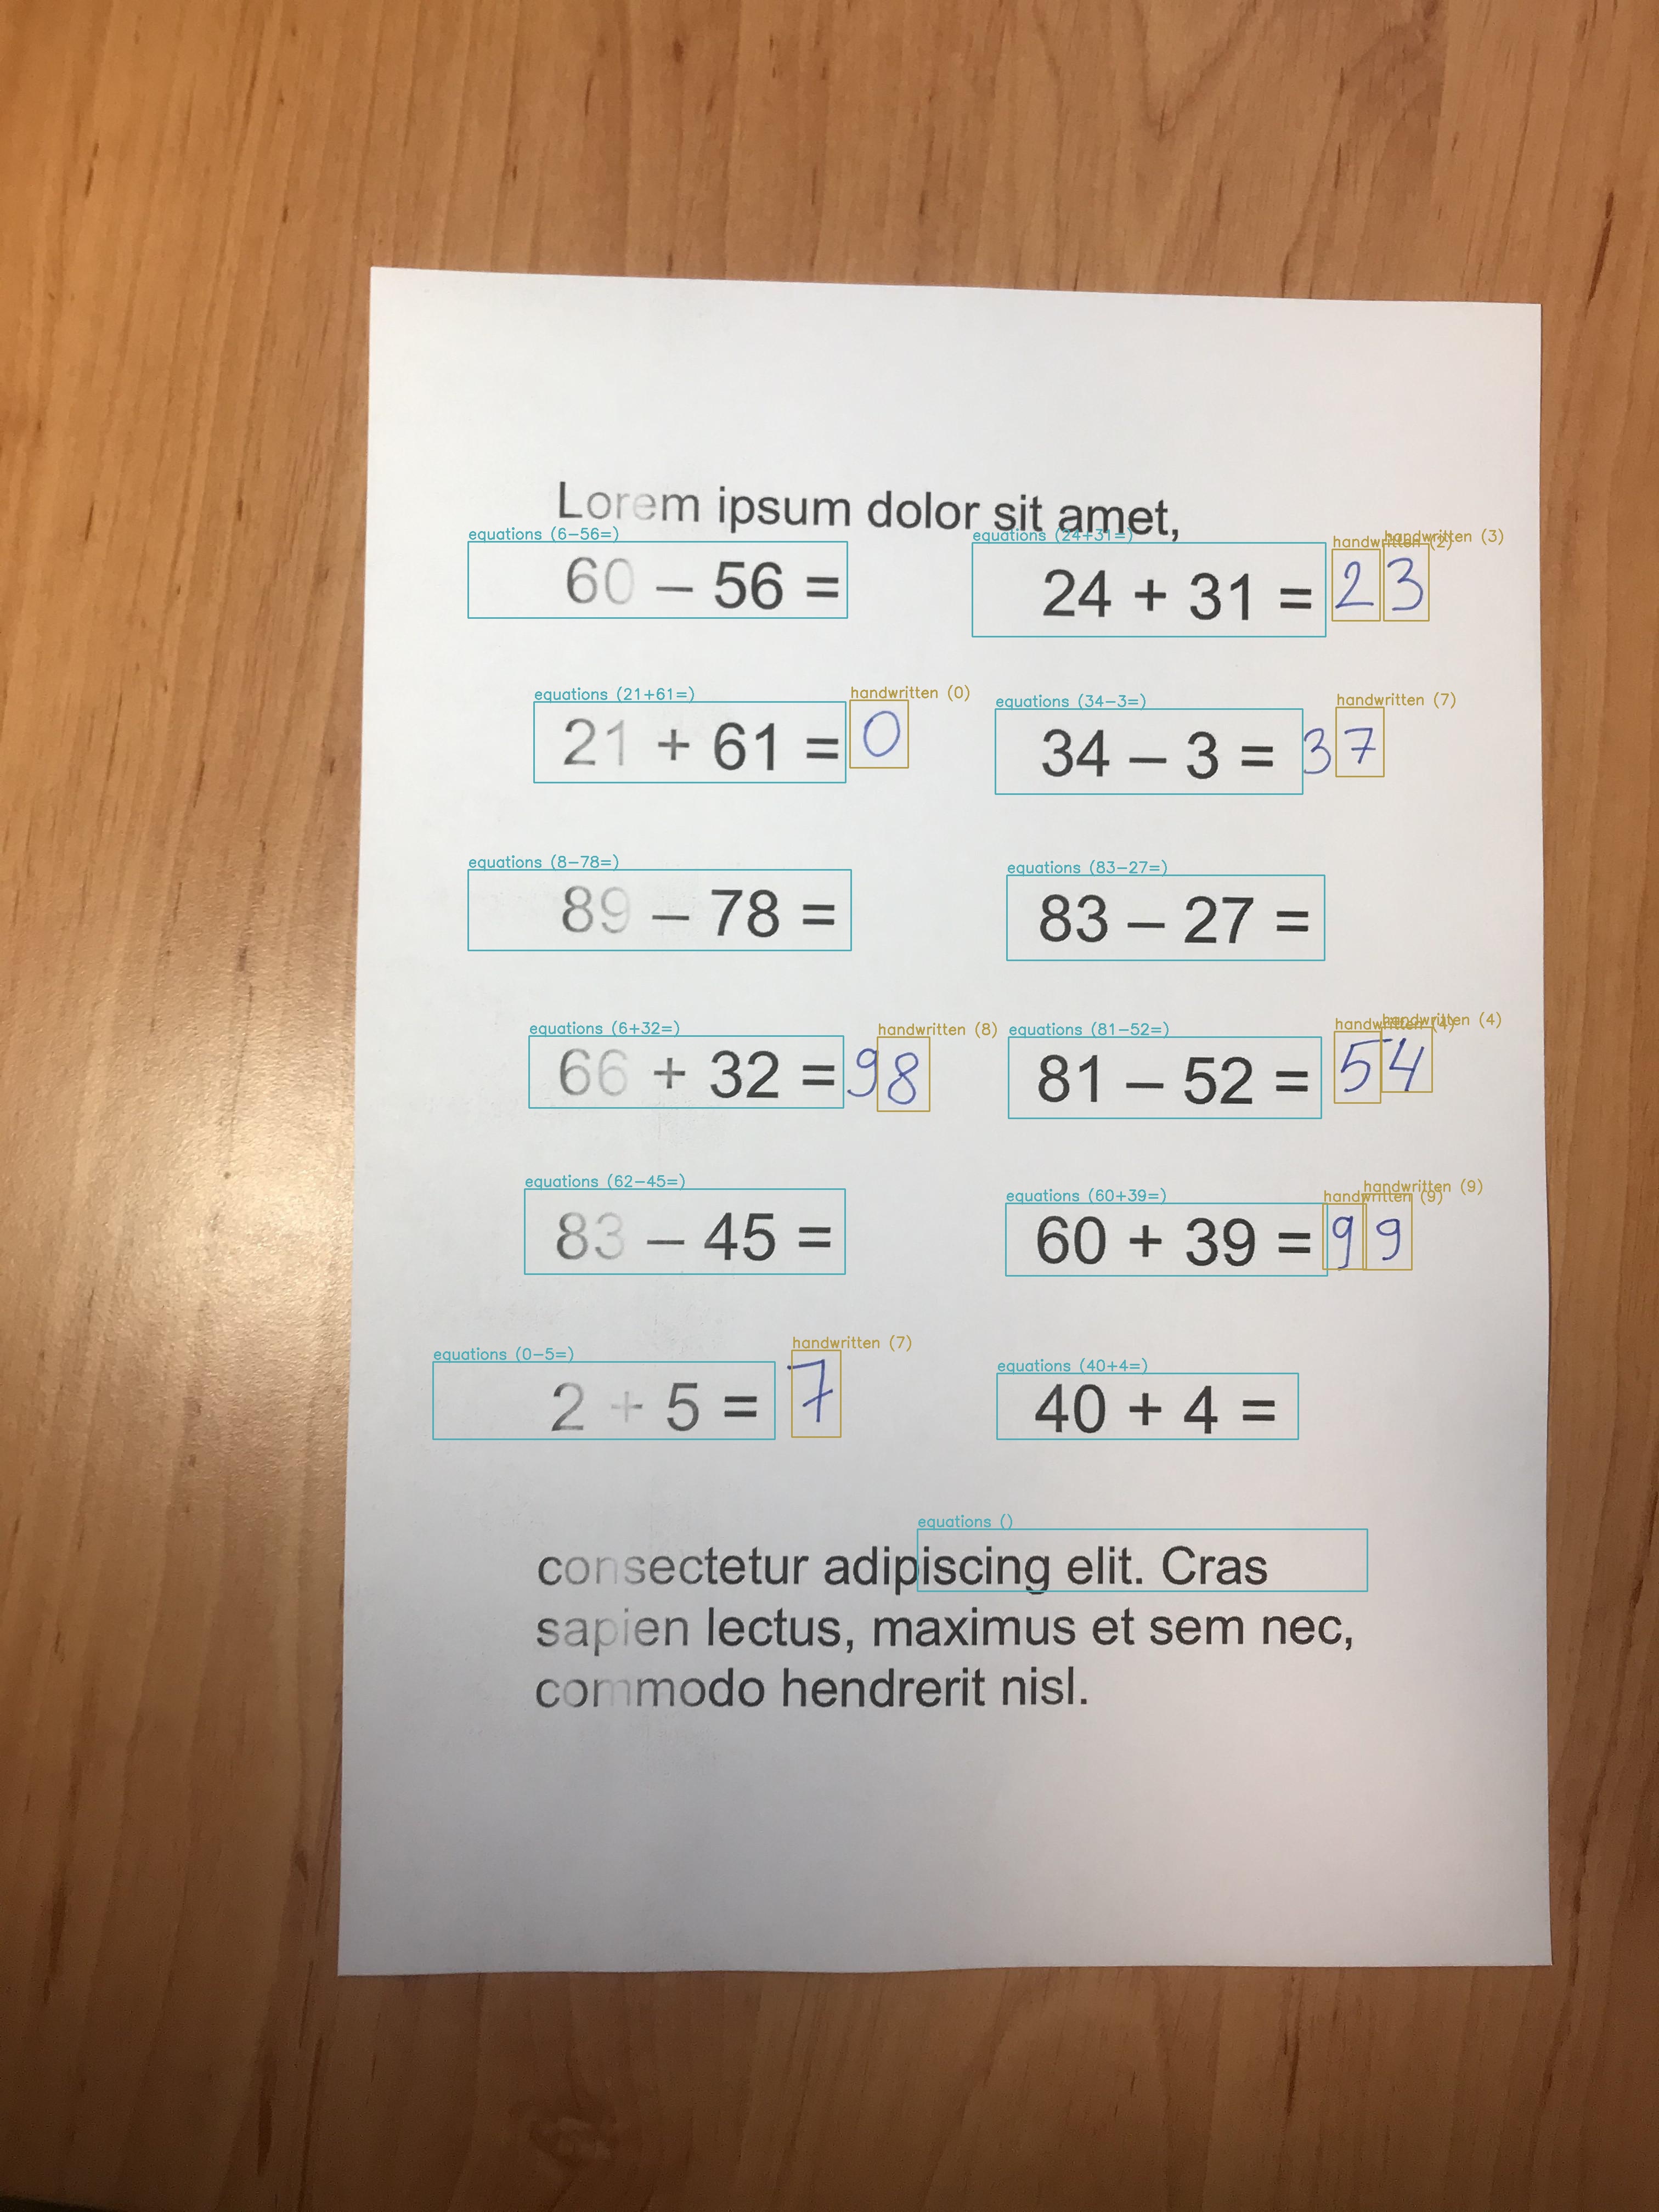 Lorem ipsum dolor sit amet,
equations (6-56=) equations (24+31=) handwritten (2) handwritten (3)
60 – 56 = 24 + 31 = 23
equations (21+61=) handwritten (0) equations (34-3=) handwritten (7)
21 + 61 = 0 34 – 3 = 37
equations (8-78=) equations (83-27=)
89 – 78 = 83 – 27 =
equations (6+32=) handwritten (8) equations (81-52=) handwritten handwritten (4)
66 + 32 = 98 81 – 52 = 54
equations (62-45=) equations (60+39=) handwritten (9) handwritten (9)
83 – 45 = 60 + 39 = 99
equations (0-5=) handwritten (7) equations (40+4=)
2 + 5 = 7 40 + 4 =
equations ()
consectetur adipiscing elit. Cras
sapien lectus, maximus et sem nec,
commodo hendrerit nisl.